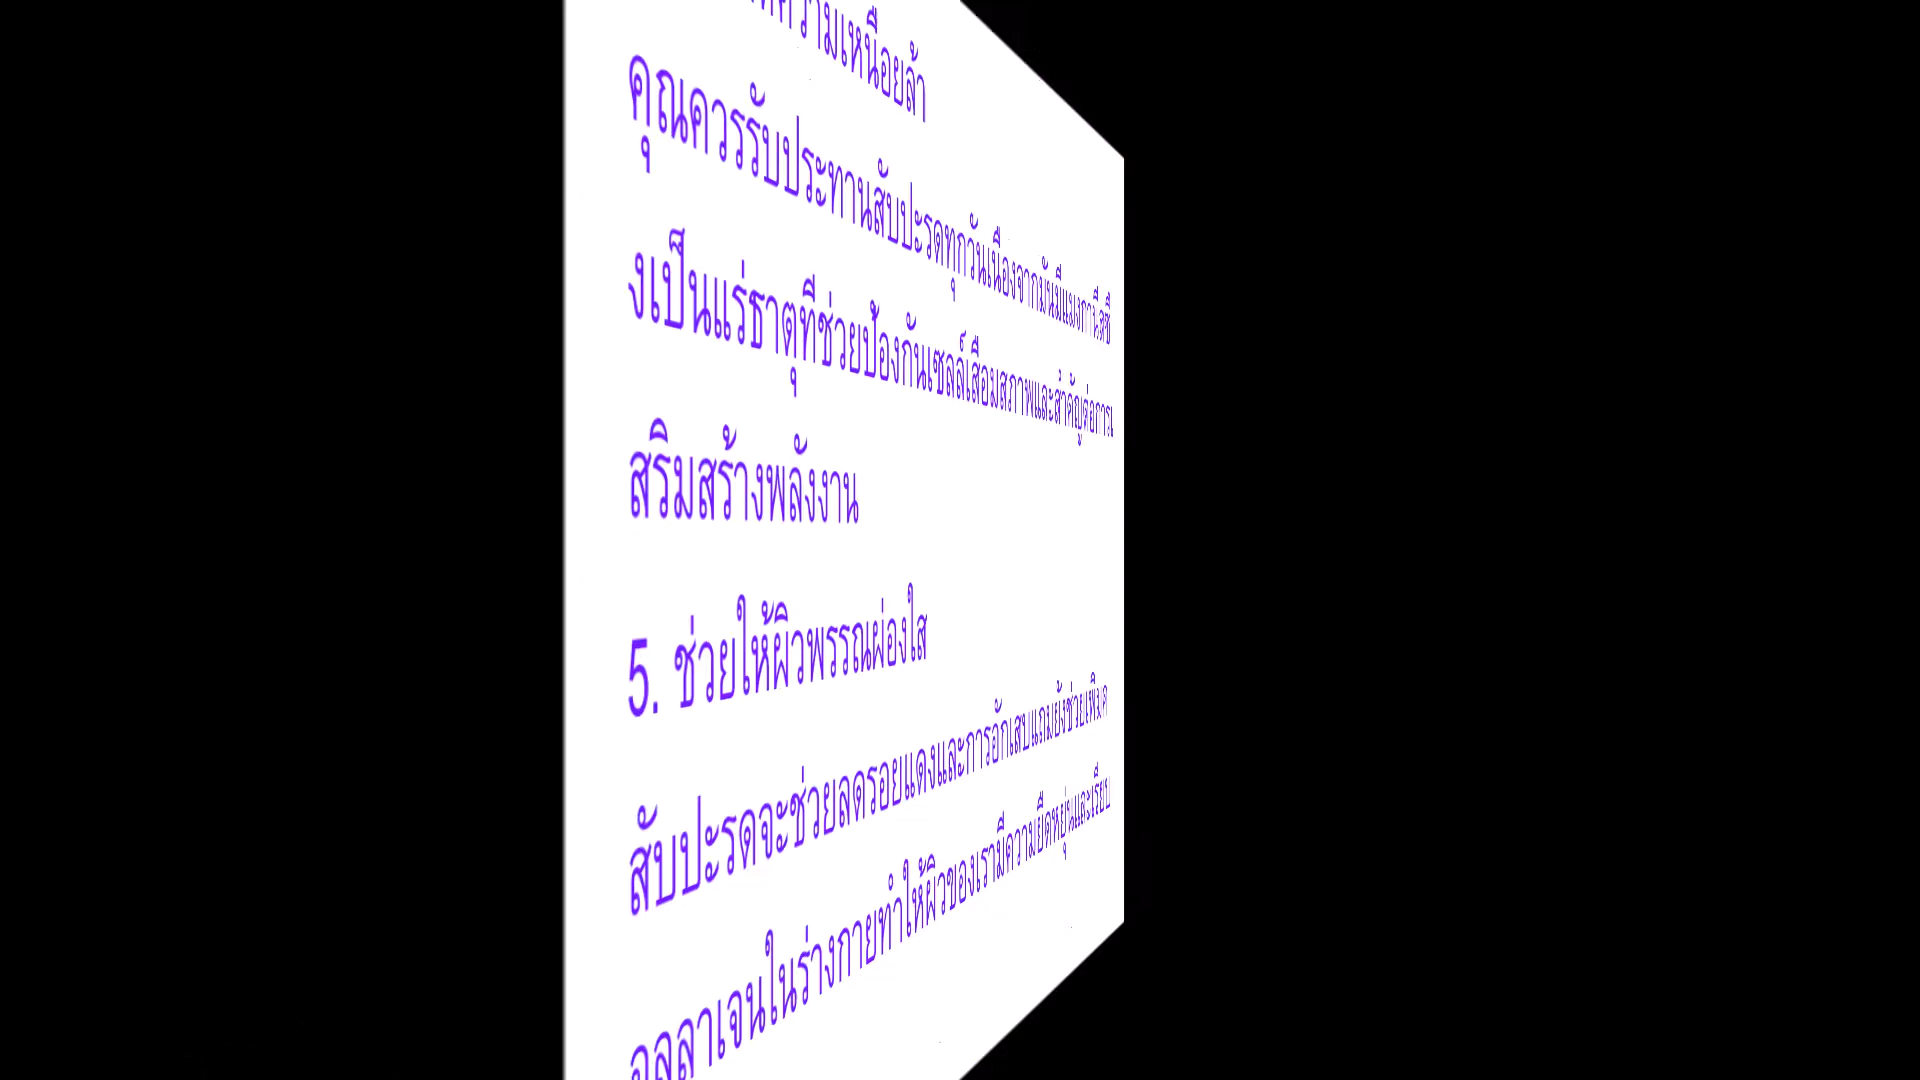 ความเหนื่อยล้า
คุณควรรับประทานสับปะรดทุกวันเนื่องจากมันมีแมงกานีสซึ่
งเป็นแร่ธาตุที่ช่วยป้องกันเซลล์เสื่อมสภาพและสำคัญต่อการเ
สริมสร้างพลังงาน
5. ช่วยให้ผิวพรรณผ่องใส
สับปะรดจะช่วยลดรอยแดงและการอักเสบแถมยังช่วยเพิ่มค
อลลาเจนในร่างกายทำให้ผิวของเรามีความยืดหยุ่นและเรียบ